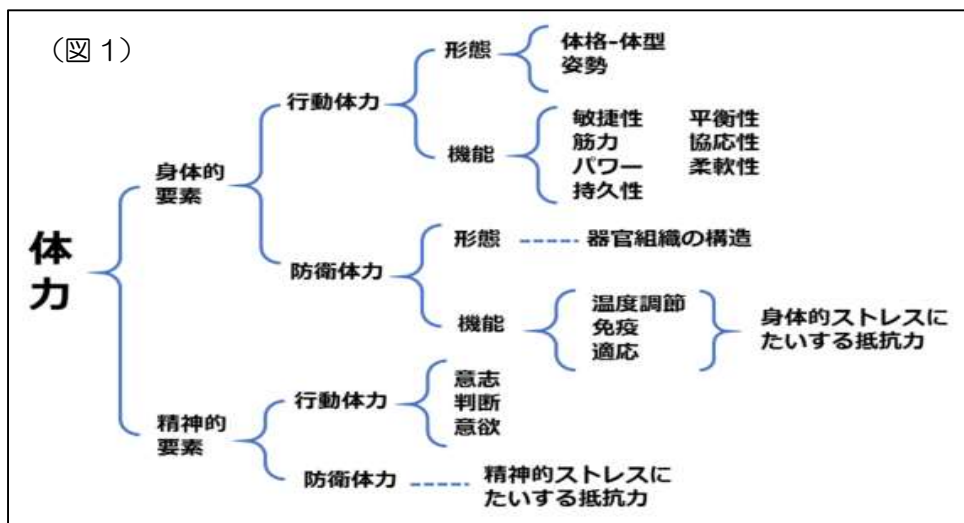 （図 1）
体力
身体的
要素
行動体力
形態
体格-体型
姿勢
機能
敏捷性 平衡性
筋力 協応性
パワー 柔軟性
持久性
防衛体力
形態
器官組織の構造
機能
温度調節
免疫
適応
身体的ストレスに
たいする抵抗力
精神的
要素
行動体力
意志
判断
意欲
防衛体力
精神的ストレスに
たいする抵抗力